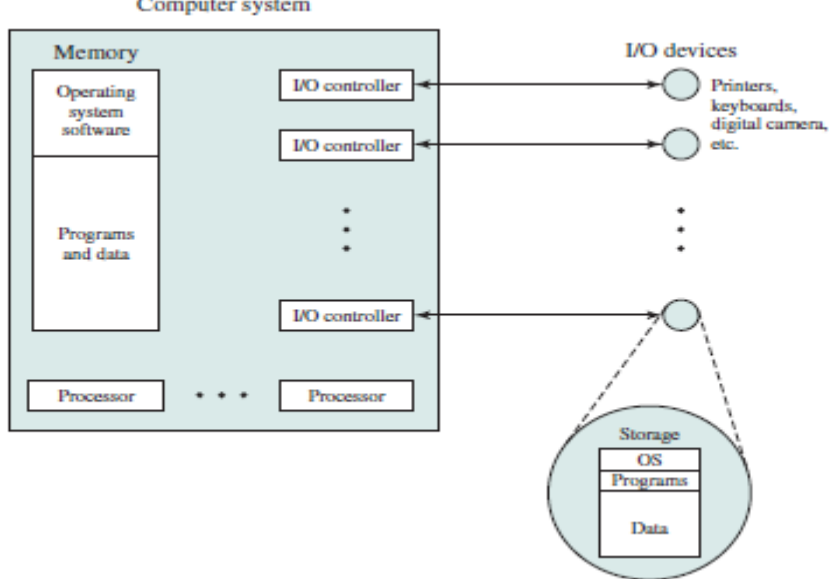 Computer system
Memory
I/O devices
Operating
system
software
I/O controller
Printers,
keyboards,
digital camera,
etc.
I/O controller
Programs
and data
I/O controller
Processor
Processor
Storage
OS
Programs
Data